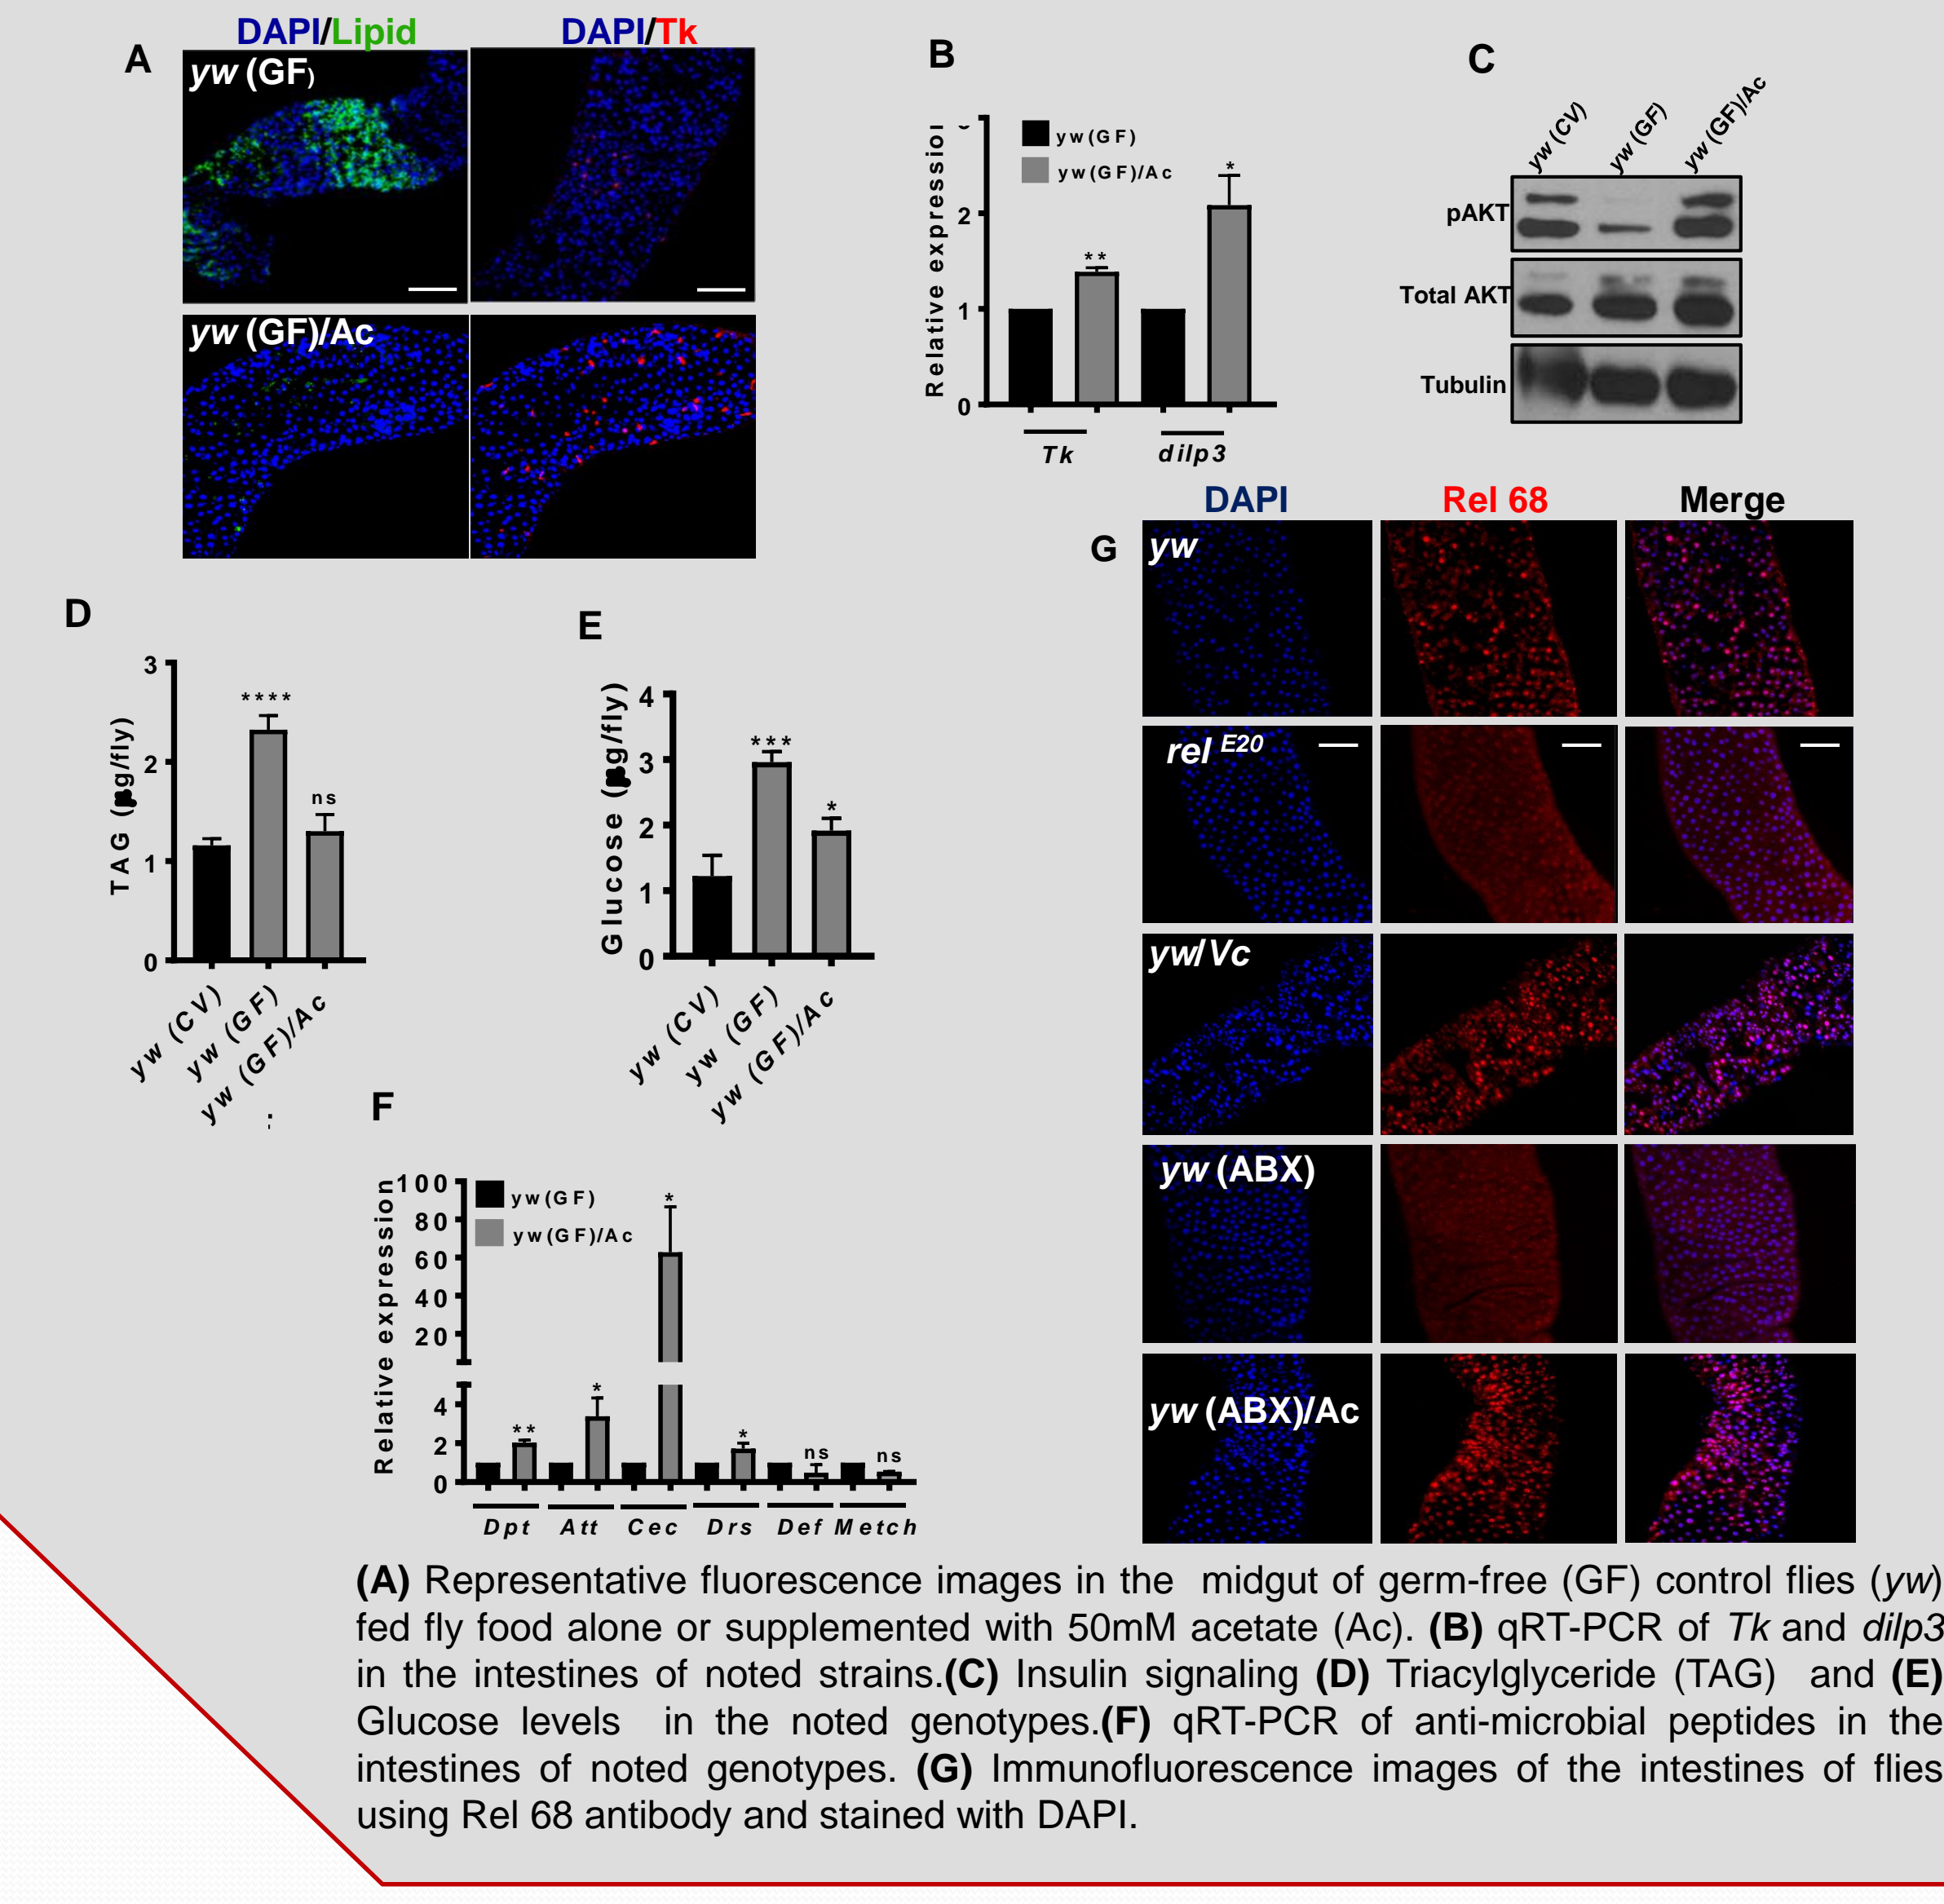 A
DAPI/Lipid
DAPI/Tk
yw (GF)
yw (GF)/Ac
B
Relative expression
2
1
0
yw(GF)
yw(GF)/Ac
**
*
Tk
dilp3
C
yw (CV)
yw (GF)
yw (GF)/Ac
pAKT
Total AKT
Tubulin
D
TAG (µg/fly)
3
2
1
0
****
ns
yw (CV)
yw (GF)
yw (GF)/Ac
E
Glucose (µg/fly)
4
3
2
1
0
***
*
yw (CV)
yw (GF)
yw (GF)/Ac
F
Relative expression
100
80
60
40
20
4
2
0
yw(GF)
yw(GF)/Ac
**
*
*
*
ns
ns
Dpt
Att
Cec
Drs
Def
Metch
G
DAPI
Rel 68
Merge
yw
rel E20
yw/Vc
yw (ABX)
yw (ABX)/Ac
(A) Representative fluorescence images in the midgut of germ-free (GF) control flies (yw)
fed fly food alone or supplemented with 50mM acetate (Ac). (B) qRT-PCR of Tk and dilp3
in the intestines of noted strains.(C) Insulin signaling (D) Triacylglyceride (TAG) and (E)
Glucose levels in the noted genotypes.(F) qRT-PCR of anti-microbial peptides in the
intestines of noted genotypes. (G) Immunofluorescence images of the intestines of flies
using Rel 68 antibody and stained with DAPI.